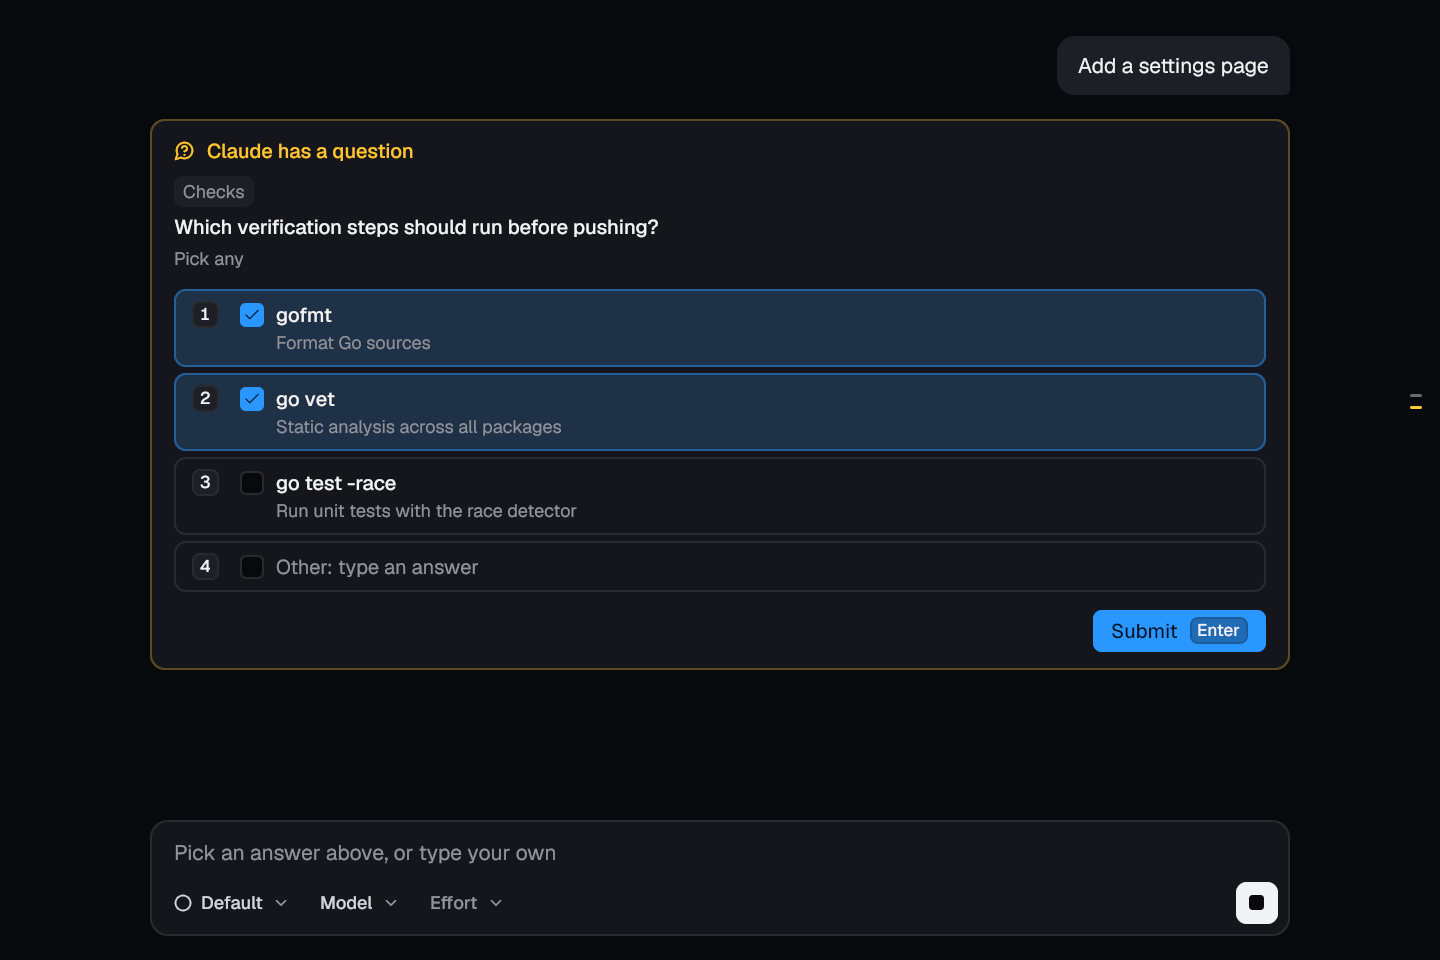 Add a settings page
Claude has a question
Checks
Which verification steps should run before pushing?
Pick any
1 gofmt
Format Go sources
2 go vet
Static analysis across all packages
3 go test -race
Run unit tests with the race detector
4 Other: type an answer
Submit Enter
Pick an answer above, or type your own
Default Model Effort